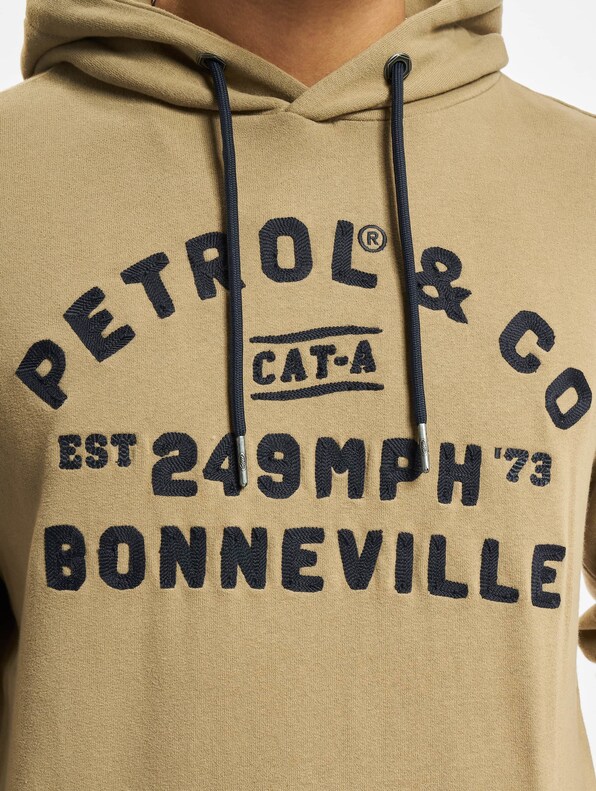 PETROL® & CO
CAT-A
EST 249MPH '73
BONNEVILLE